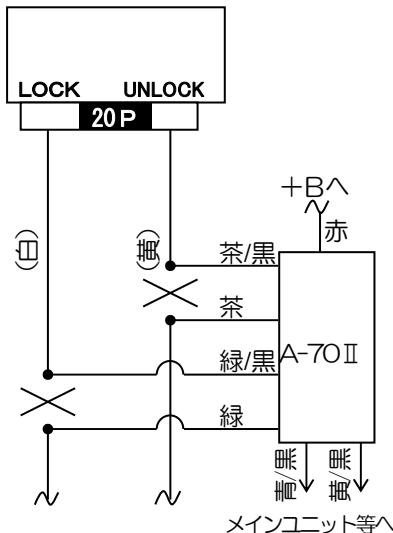 LOCK UNLOCK
20P
(白)
(黄)
+Bへ
赤
茶/黒
茶
緑/黒
緑
A-70Ⅱ
青/黒
黄/黒
メインユニット等へ